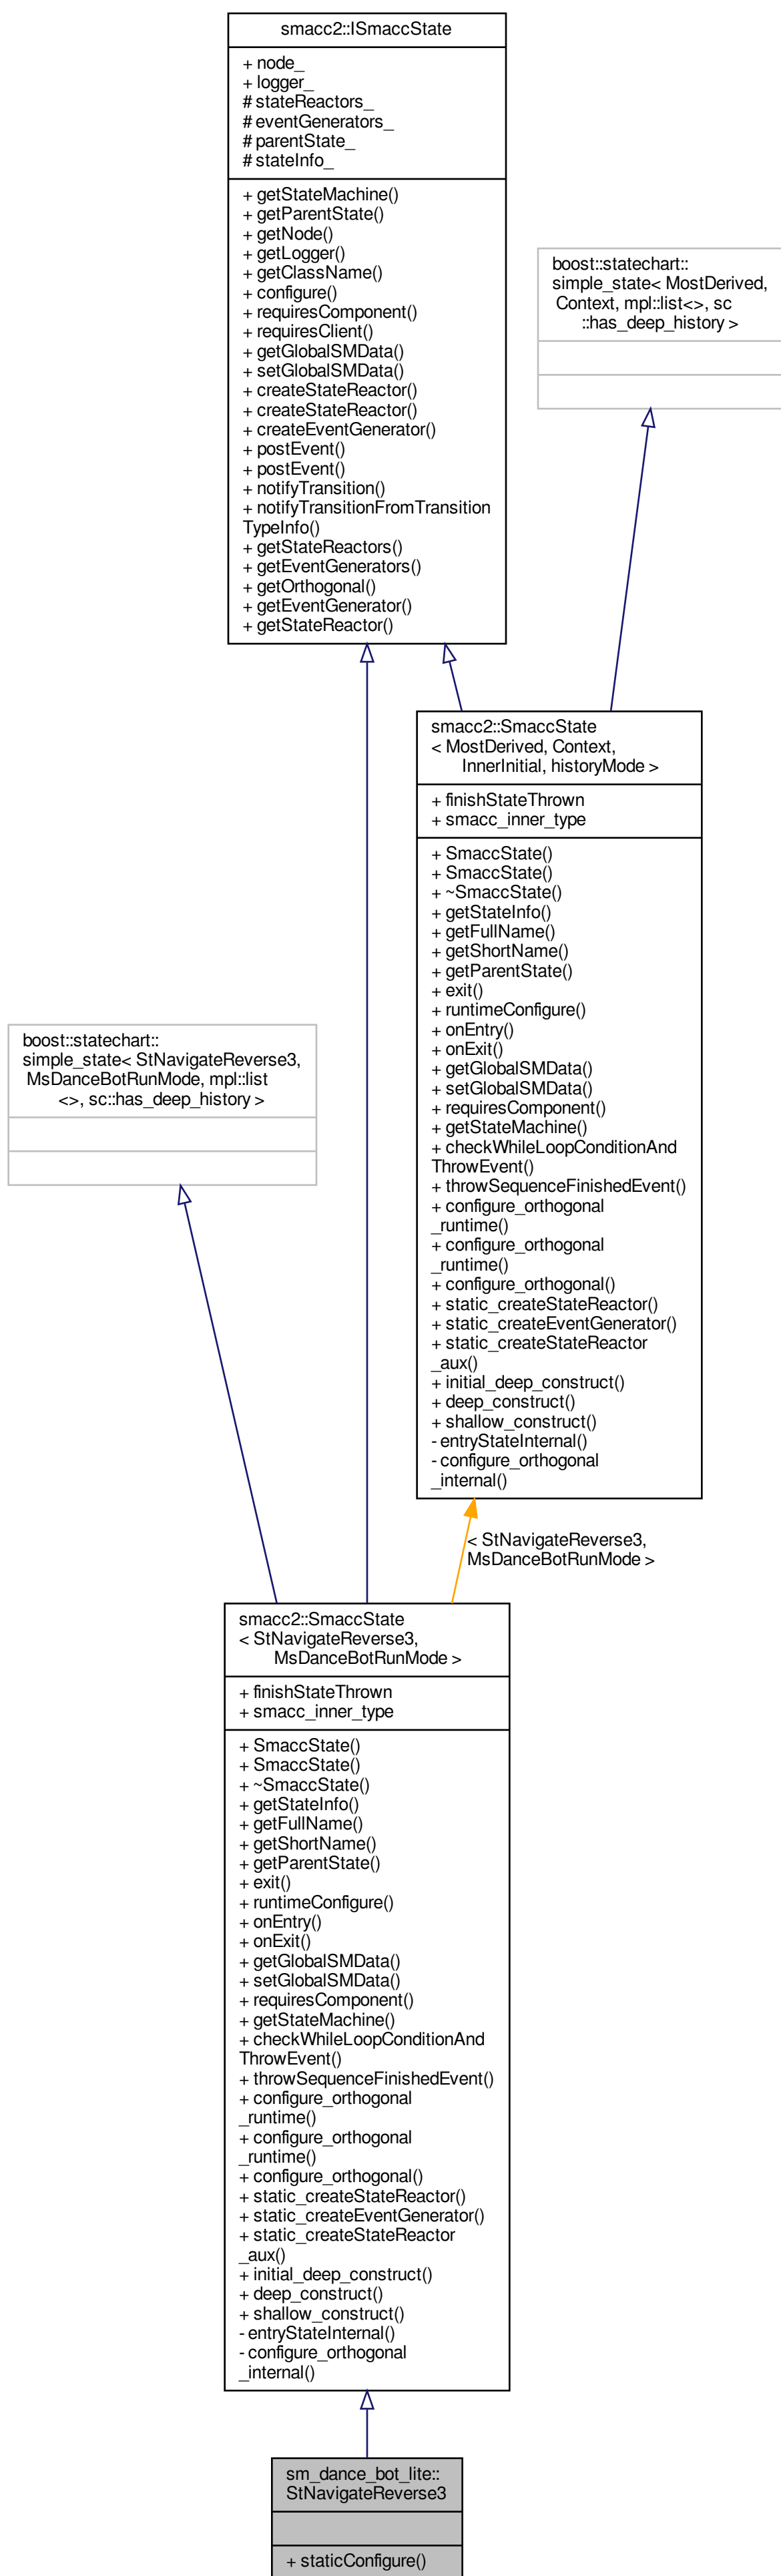 smacc2::ISmaccState
+ node_
+ logger_
# stateReactors_
# eventGenerators_
# parentState_
# stateInfo_
+ getStateMachine()
+ getParentState()
+ getNode()
+ getLogger()
+ getClassName()
+ configure()
+ requiresComponent()
+ requiresClient()
+ getGlobalSMData()
+ setGlobalSMData()
+ createStateReactor()
+ createStateReactor()
+ createEventGenerator()
+ postEvent()
+ postEvent()
+ notifyTransition()
+ notifyTransitionFromTransition
TypeInfo()
+ getStateReactors()
+ getEventGenerators()
+ getOrthogonal()
+ getEventGenerator()
+ getStateReactor()
boost::statechart::
simple_state< MostDerived,
Context, mpl::list<>, sc
::has_deep_history >
smacc2::SmaccState
< MostDerived, Context,
InnerInitial, historyMode >
+ finishStateThrown
+ smacc_inner_type
+ SmaccState()
+ SmaccState()
+ ~SmaccState()
+ getStateInfo()
+ getFullName()
+ getShortName()
+ getParentState()
+ exit()
+ runtimeConfigure()
+ onEntry()
+ onExit()
+ getGlobalSMData()
+ setGlobalSMData()
+ requiresComponent()
+ getStateMachine()
+ checkWhileLoopConditionAnd
ThrowEvent()
+ throwSequenceFinishedEvent()
+ configure_orthogonal
_runtime()
+ configure_orthogonal
_runtime()
+ configure_orthogonal()
+ static_createStateReactor()
+ static_createEventGenerator()
+ static_createStateReactor
_aux()
+ initial_deep_construct()
+ deep_construct()
+ shallow_construct()
- entryStateInternal()
- configure_orthogonal
_internal()
boost::statechart::
simple_state< StNavigateReverse3,
MsDanceBotRunMode, mpl::list
<>, sc::has_deep_history >
< StNavigateReverse3,
MsDanceBotRunMode >
smacc2::SmaccState
< StNavigateReverse3,
MsDanceBotRunMode >
+ finishStateThrown
+ smacc_inner_type
+ SmaccState()
+ SmaccState()
+ ~SmaccState()
+ getStateInfo()
+ getFullName()
+ getShortName()
+ getParentState()
+ exit()
+ runtimeConfigure()
+ onEntry()
+ onExit()
+ getGlobalSMData()
+ setGlobalSMData()
+ requiresComponent()
+ getStateMachine()
+ checkWhileLoopConditionAnd
ThrowEvent()
+ throwSequenceFinishedEvent()
+ configure_orthogonal
_runtime()
+ configure_orthogonal
_runtime()
+ configure_orthogonal()
+ static_createStateReactor()
+ static_createEventGenerator()
+ static_createStateReactor
_aux()
+ initial_deep_construct()
+ deep_construct()
+ shallow_construct()
- entryStateInternal()
- configure_orthogonal
_internal()
sm_dance_bot_lite::
StNavigateReverse3
+ staticConfigure()